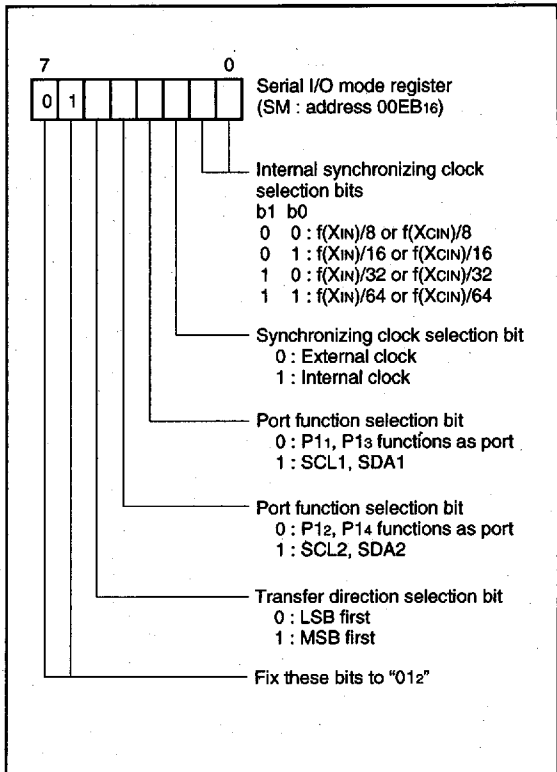 7 0
0 1
Serial I/O mode register
(SM : address 00EB16)
Internal synchronizing clock
selection bits
b1 b0
0 0 : f(XIN)/8 or f(XCIN)/8
0 1 : f(XIN)/16 or f(XCIN)/16
1 0 : f(XIN)/32 or f(XCIN)/32
1 1 : f(XIN)/64 or f(XCIN)/64
Synchronizing clock selection bit
0 : External clock
1 : Internal clock
Port function selection bit
0 : P11, P13 functions as port
1 : SCL1, SDA1
Port function selection bit
0 : P12, P14 functions as port
1 : SCL2, SDA2
Transfer direction selection bit
0 : LSB first
1 : MSB first
Fix these bits to “012”